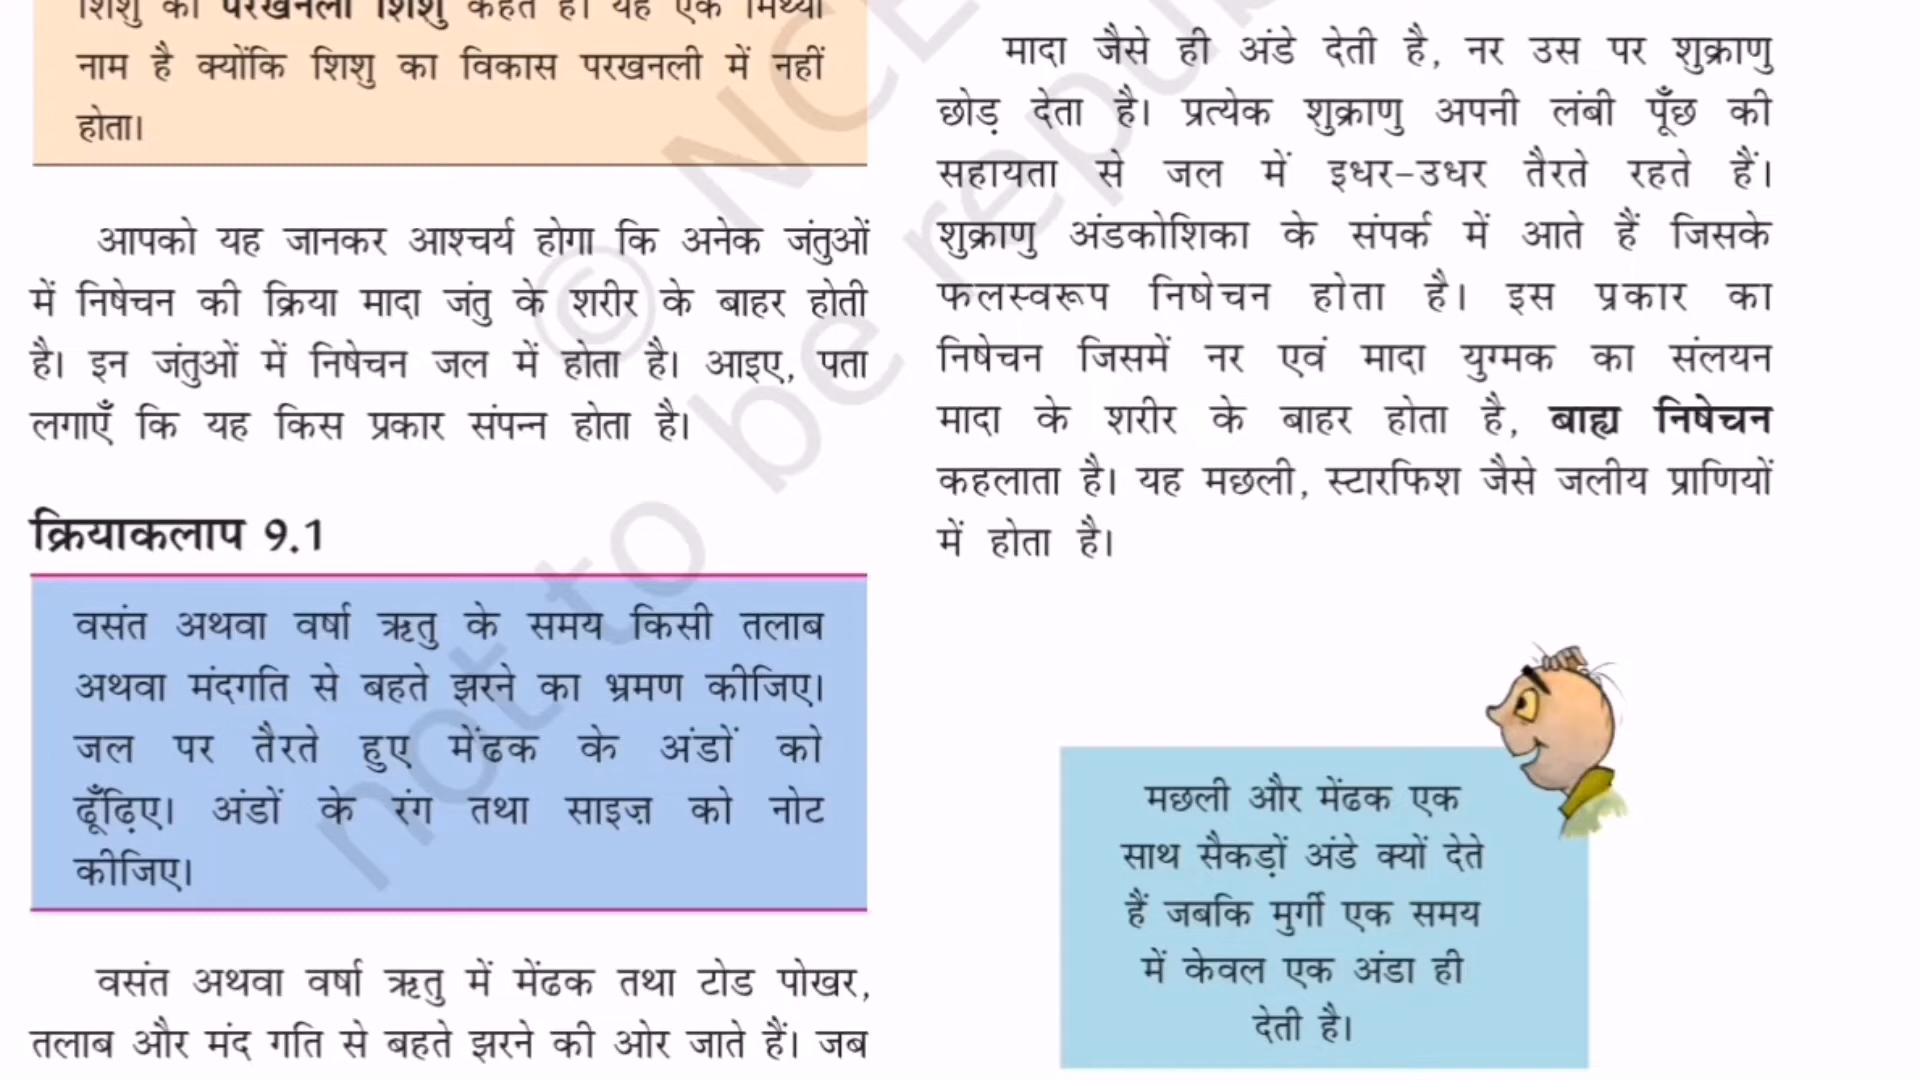 शिशु को परखनली शिशु कहते हैं। यह एक मिथ्या
नाम है क्योंकि शिशु का विकास परखनली में नहीं
होता।
आपको यह जानकर आश्चर्य होगा कि अनेक जंतुओं
में निषेचन की क्रिया मादा जंतु के शरीर के बाहर होती
है। इन जंतुओं में निषेचन जल में होता है। आइए, पता
लगाएँ कि यह किस प्रकार संपन्न होता है।
क्रियाकलाप 9.1
वसंत अथवा वर्षा ऋतु के समय किसी तलाब
अथवा मंदगति से बहते झरने का भ्रमण कीजिए।
जल पर तैरते हुए मेंढक के अंडों को
ढूँढ़िए। अंडों के रंग तथा साइज़ को नोट
कीजिए।
वसंत अथवा वर्षा ऋतु में मेंढक तथा टोड पोखर,
तलाब और मंद गति से बहते झरने की ओर जाते हैं। जब
मादा जैसे ही अंडे देती है, नर उस पर शुक्राणु
छोड़ देता है। प्रत्येक शुक्राणु अपनी लंबी पूँछ की
सहायता से जल में इधर-उधर तैरते रहते हैं।
शुक्राणु अंडकोशिका के संपर्क में आते हैं जिसके
फलस्वरूप निषेचन होता है। इस प्रकार का
निषेचन जिसमें नर एवं मादा युग्मक का संलयन
मादा के शरीर के बाहर होता है, बाह्य निषेचन
कहलाता है। यह मछली, स्टारफिश जैसे जलीय प्राणियों
में होता है।
मछली और मेंढक एक
साथ सैकड़ों अंडे क्यों देते
हैं जबकि मुर्गी एक समय
में केवल एक अंडा ही
देती है।
© NCE
not to be repub